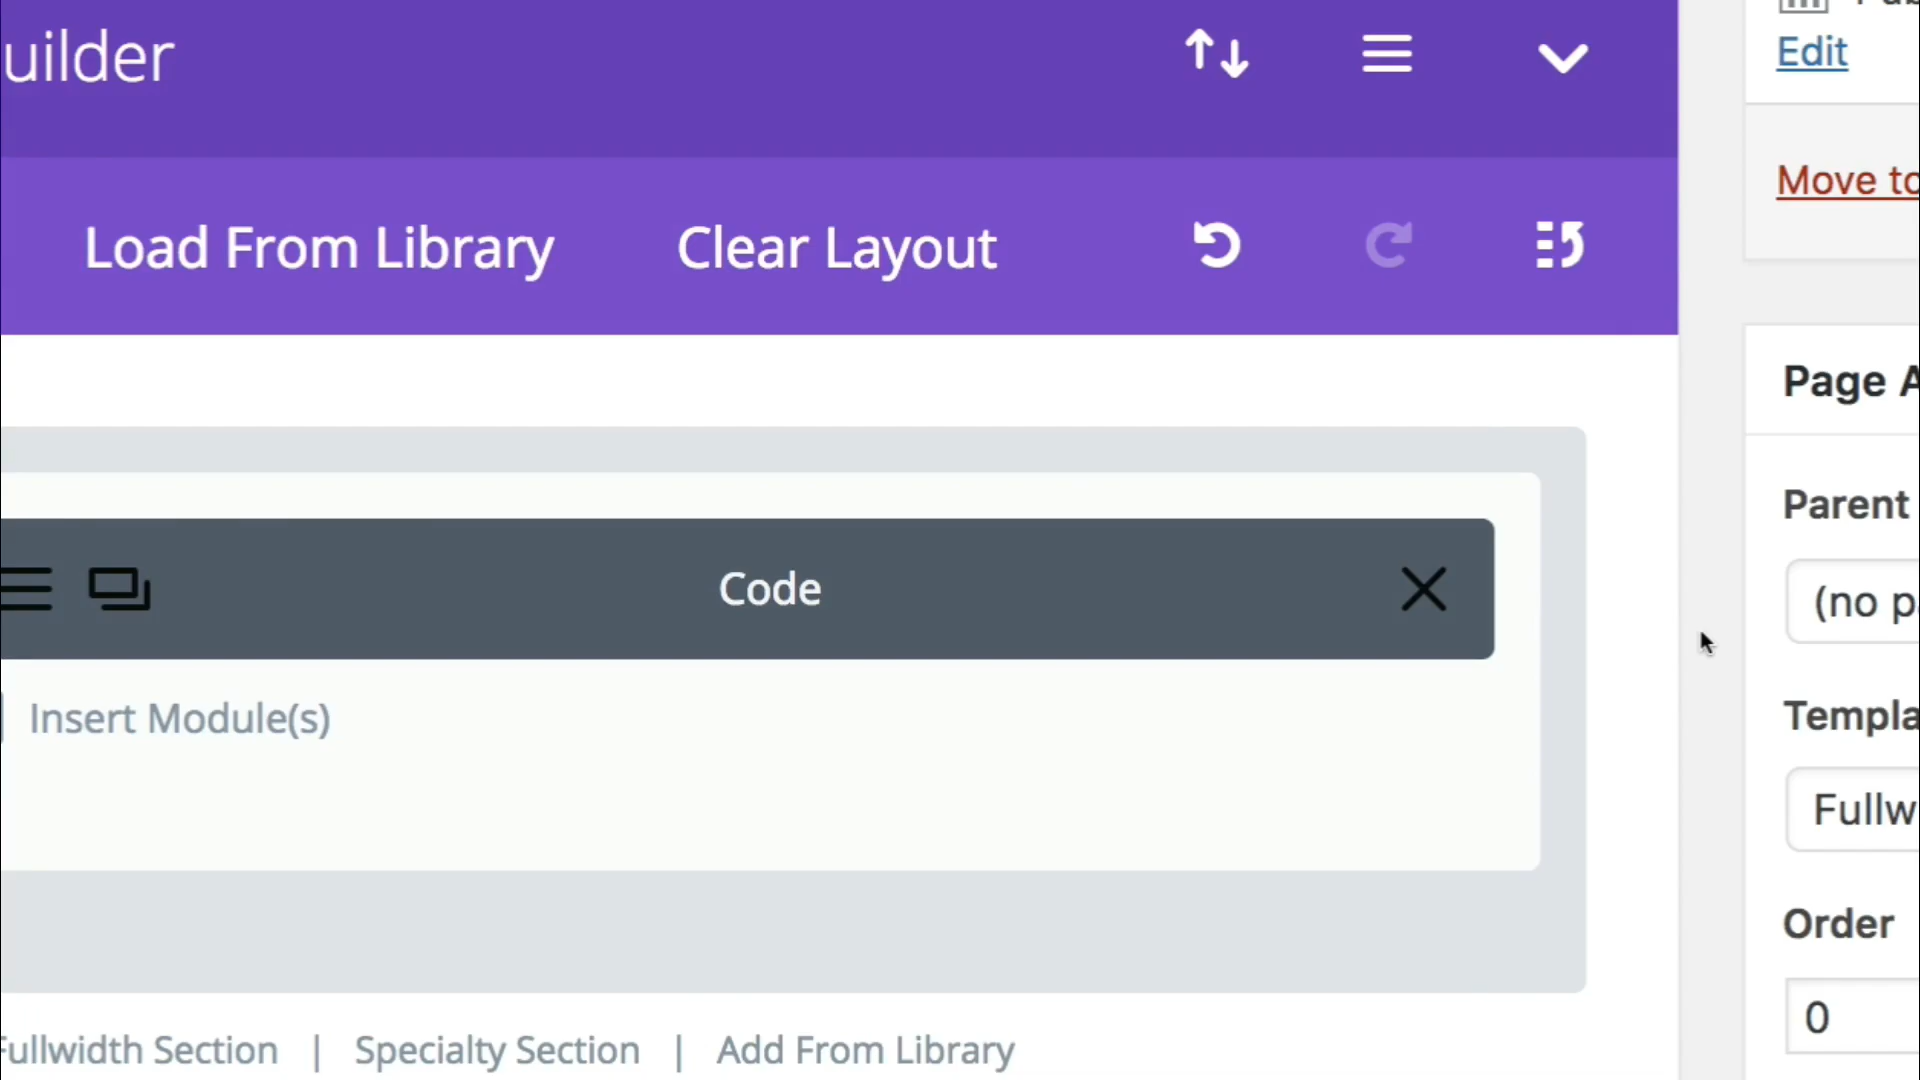 uilder
Edit
Move to
Load From Library Clear Layout
Page A
Parent
Code
(no p
Insert Module(s)
Templa
Fullw
Order
0
Fullwidth Section | Specialty Section | Add From Library